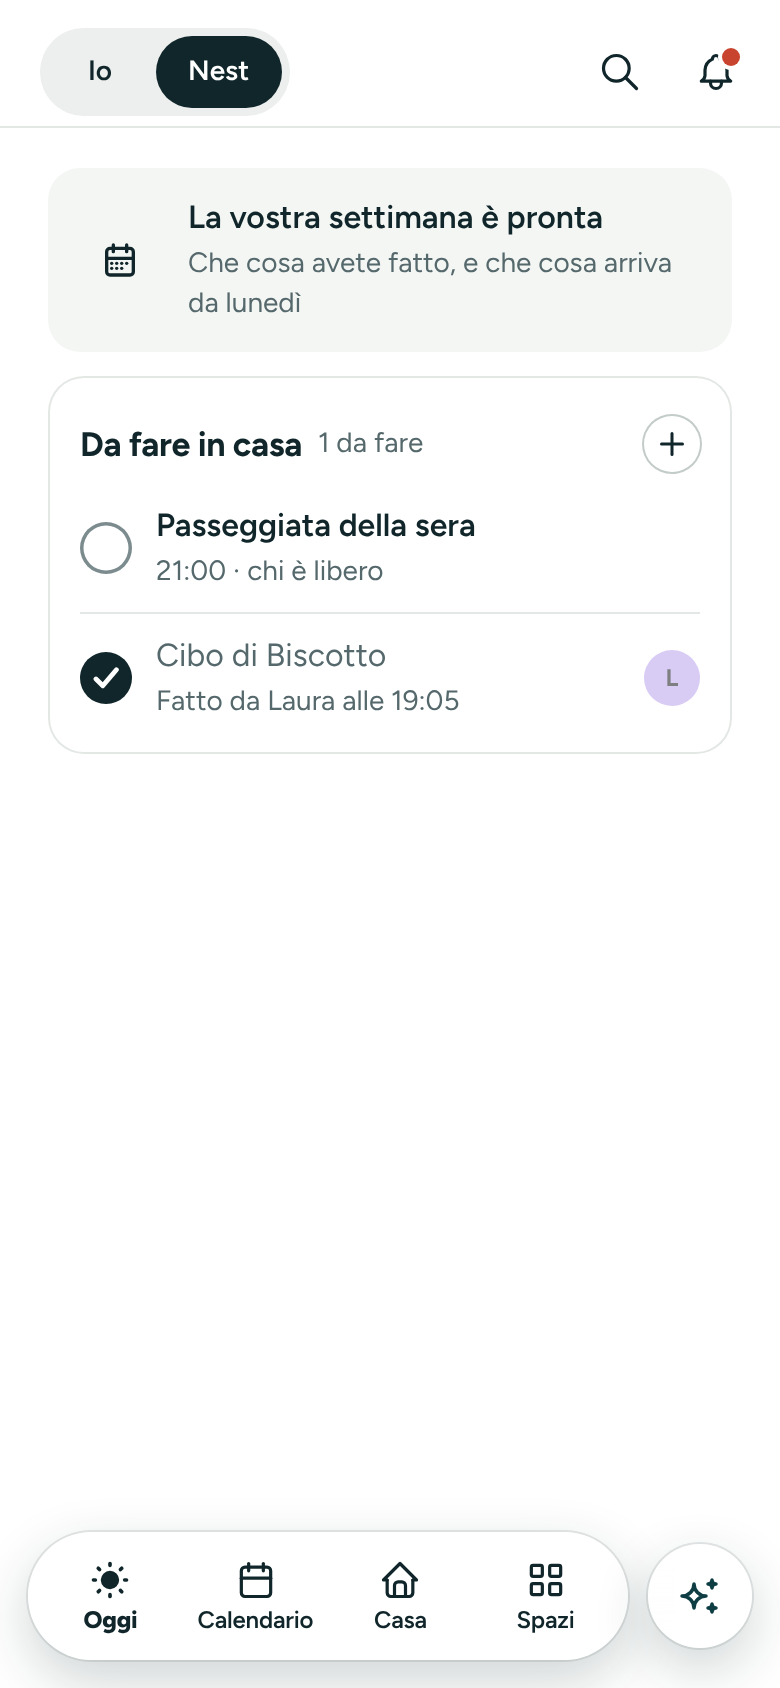 Io
Nest
La vostra settimana è pronta
Che cosa avete fatto, e che cosa arriva
da lunedì
Da fare in casa 1 da fare
Passeggiata della sera
21:00 · chi è libero
Cibo di Biscotto
Fatto da Laura alle 19:05
L
Oggi
Calendario
Casa
Spazi